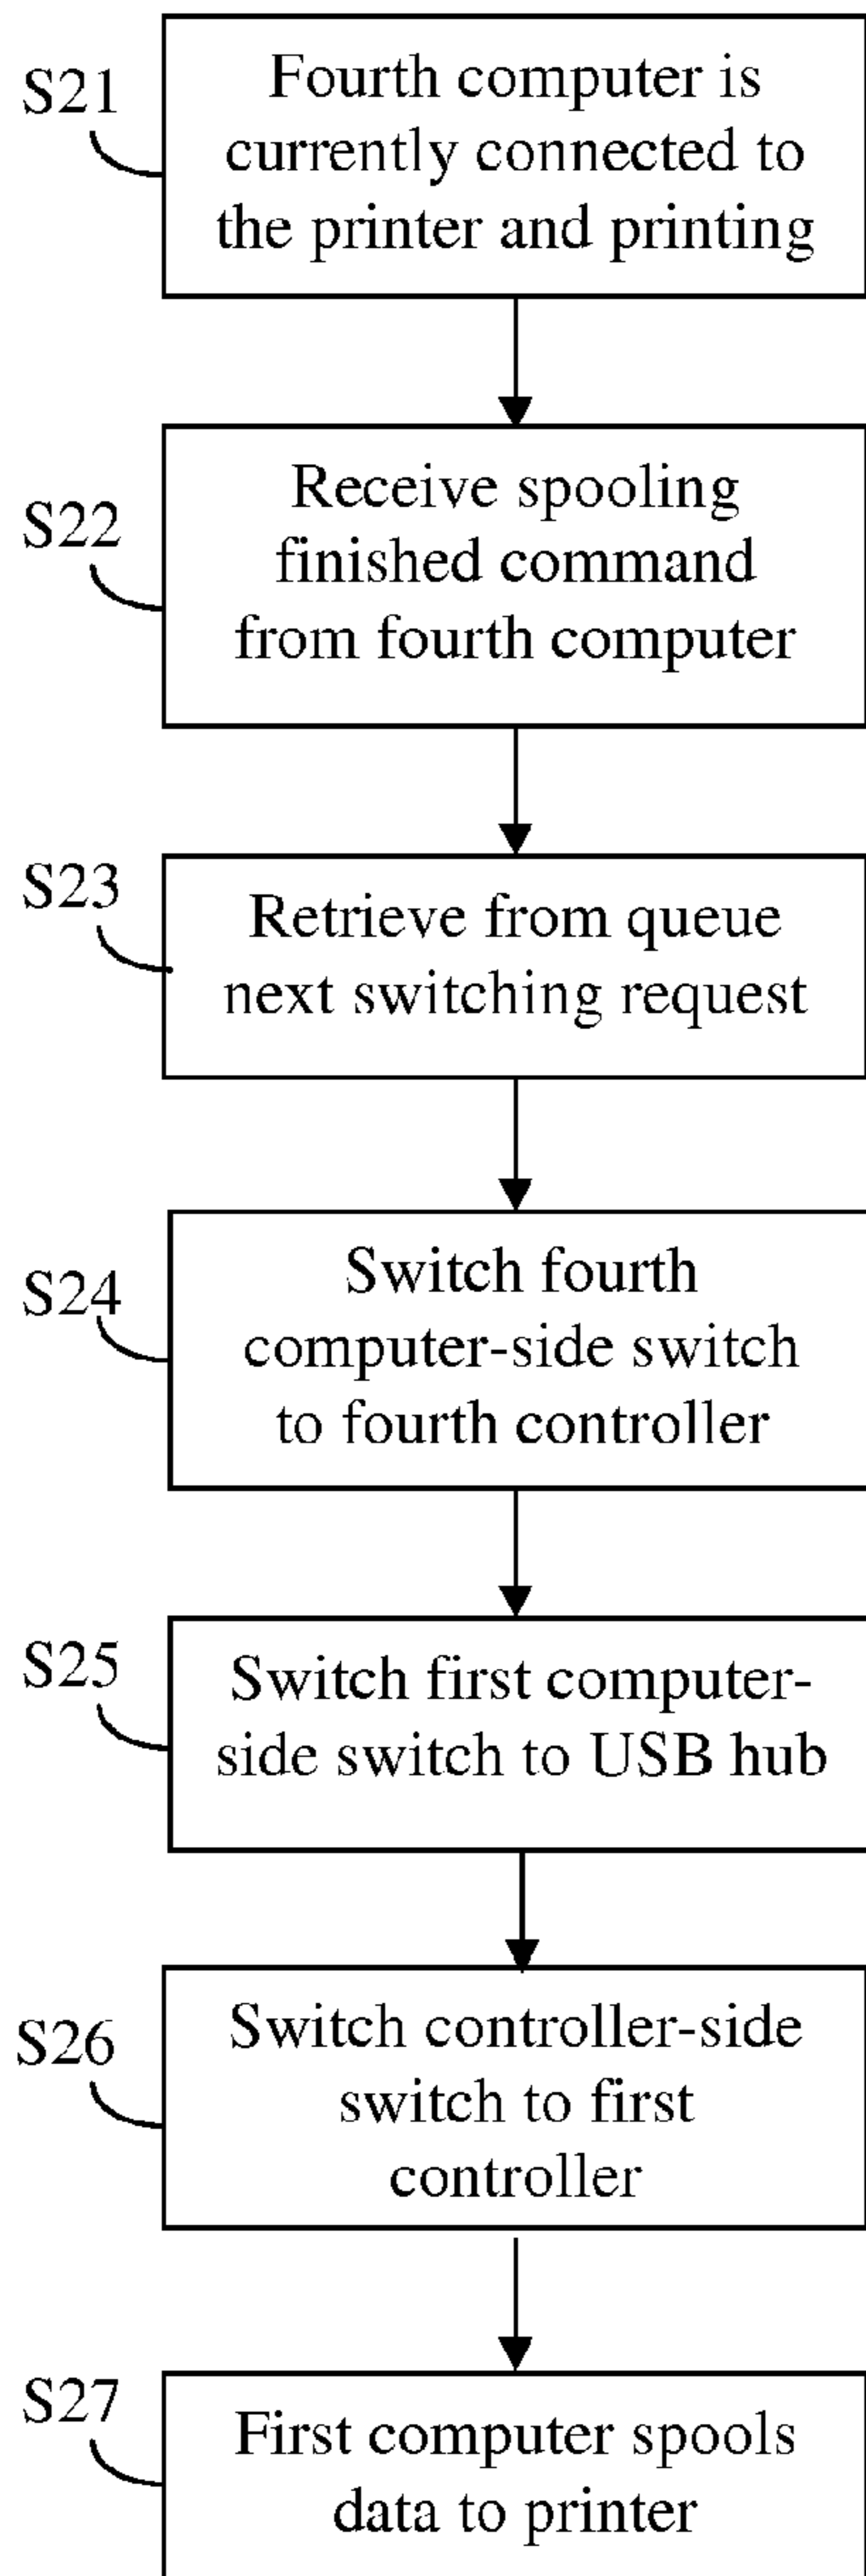 S21
Fourth computer is
currently connected to
the printer and printing
S22
Receive spooling
finished command
from fourth computer
S23
Retrieve from queue
next switching request
S24
Switch fourth
computer-side switch
to fourth controller
S25
Switch first computer-
side switch to USB hub
S26
Switch controller-side
switch to first
controller
S27
First computer spools
data to printer